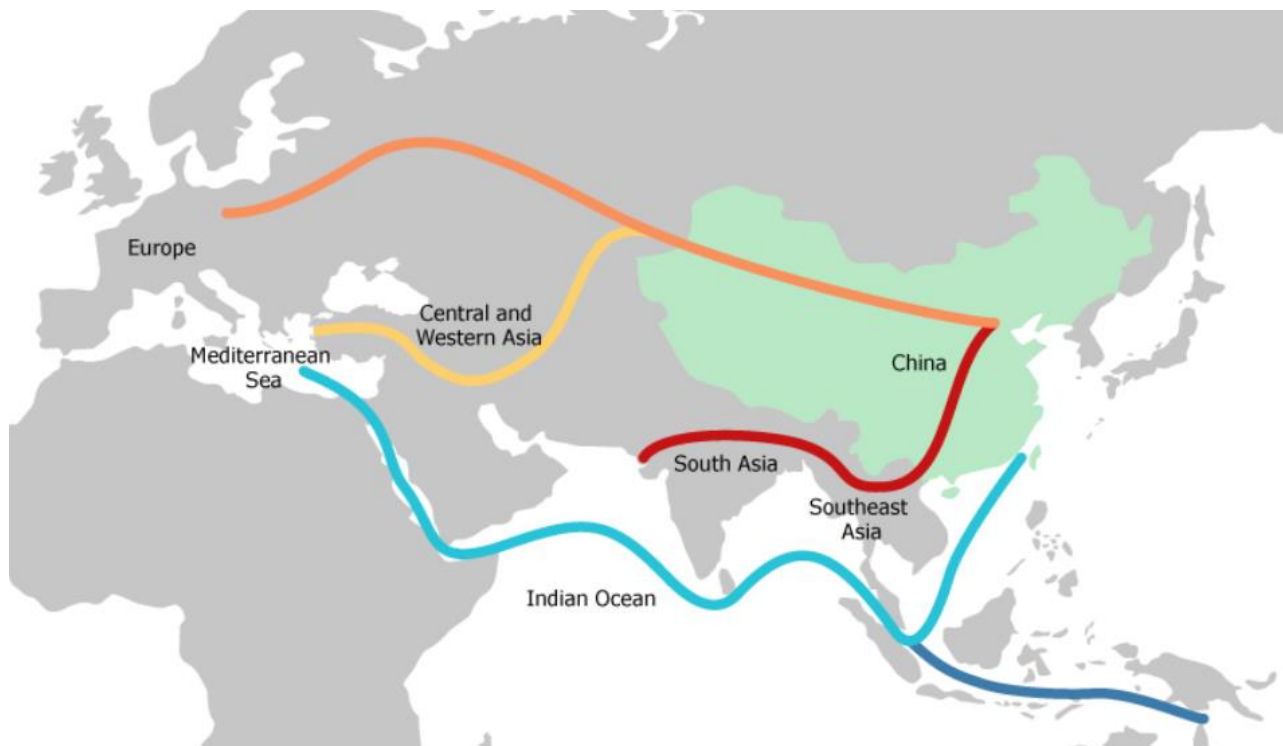 Europe
Central and
Western Asia
Mediterranean
Sea
China
South Asia
Southeast
Asia
Indian Ocean